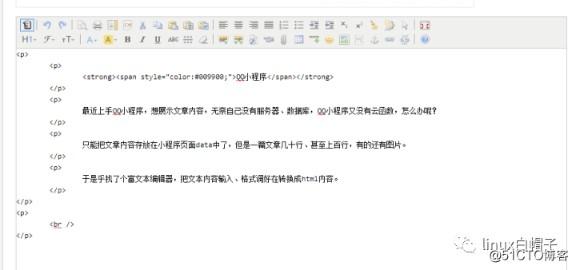 <p>
<p>
<strong><span style="color:#009900;">QQ小程序</span></strong>
</p>
<p>
最近上手QQ小程序，想展示文章内容，无奈自己没有服务器、数据库，QQ小程序又没有云函数，怎么办呢？
</p>
<p>
只能把文章内容存放在小程序页面data中了，但是一篇文章几十行、甚至上百行，有的还有图片。
</p>
<p>
于是乎找了个富文本编辑器，把文本内容输入、格式调好在转换成html内容。
</p>
</p>
<p>
<br />
</p>
linux白帽子
@51CTO博客